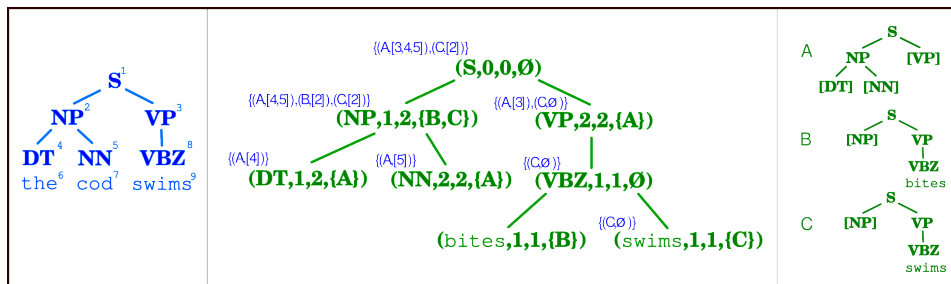 S 1
NP 2 VP 3
DT 4 NN 5 VBZ 8
the 6 cod 7 swims 9
{(A,[3,4,5]),(C,[2])}
(S,0,0,Ø)
{(A,[4,5]),(B,[2]),(C,[2])} {(A,[3]),(C,Ø)}
(NP,1,2,{B,C}) (VP,2,2,{A})
{(A,[4])} {(A,[5])} {(C,Ø)}
(DT,1,2,{A}) (NN,2,2,{A}) (VBZ,1,1,Ø)
{(C,Ø)}
(bites,1,1,{B}) (swims,1,1,{C})
A
S
NP [VP]
[DT] [NN]
B
S
[NP] VP
VBZ
bites
C
S
[NP] VP
VBZ
swims